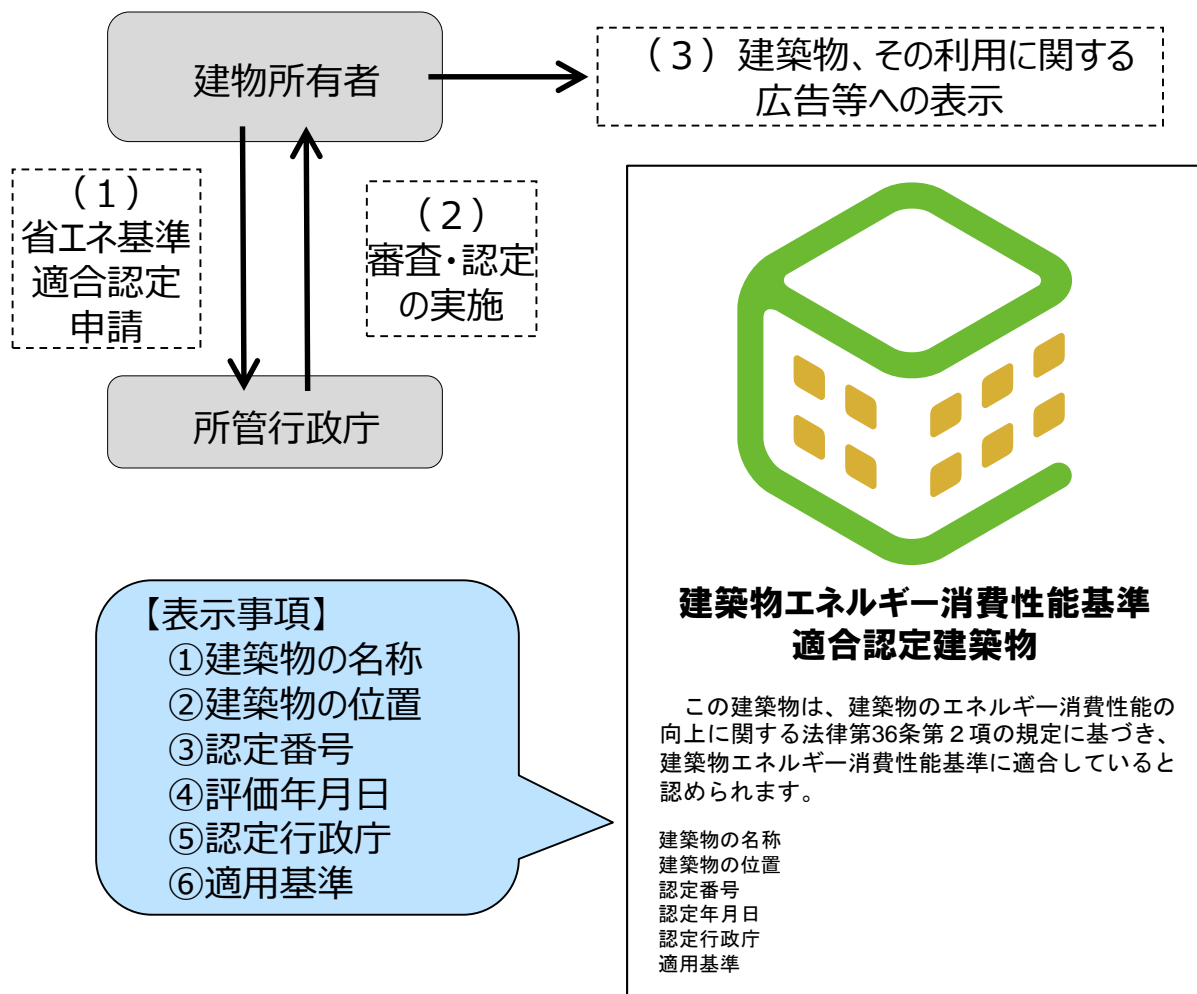 建物所有者
(3)建築物、その利用に関する
広告等への表示
(1)
省エネ基準
適合認定
申請
(2)
審査・認定
の実施
所管行政庁
【表示事項】
①建築物の名称
②建築物の位置
③認定番号
④評価年月日
⑤認定行政庁
⑥適用基準
建築物エネルギー消費性能基準
適合認定建築物
この建築物は、建築物のエネルギー消費性能の
向上に関する法律第36条第2項の規定に基づき、
建築物エネルギー消費性能基準に適合していると
認められます。
建築物の名称
建築物の位置
認定番号
認定年月日
認定行政庁
適用基準